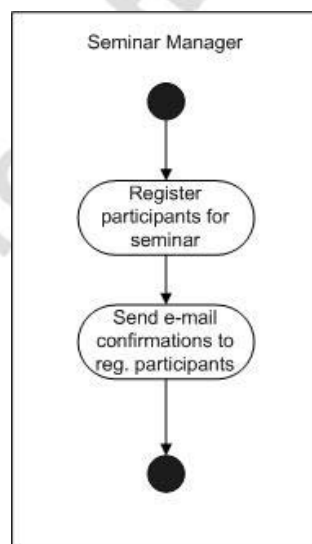 Seminar Manager
Register
participants for
seminar
Send e-mail
confirmations to
reg. participants